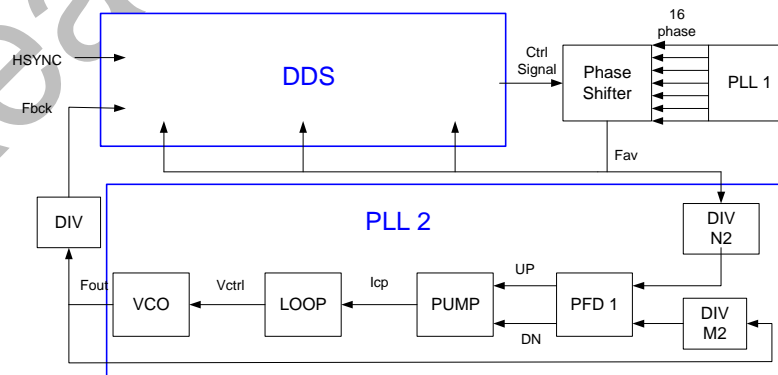 16
phase
HSYNC
DDS
Ctrl
Signal
Phase
Shifter
PLL 1
Fbck
Fav
DIV
PLL 2
DIV
N2
Fout
VCO
Vctrl
LOOP
Icp
PUMP
UP
DN
PFD 1
DIV
M2